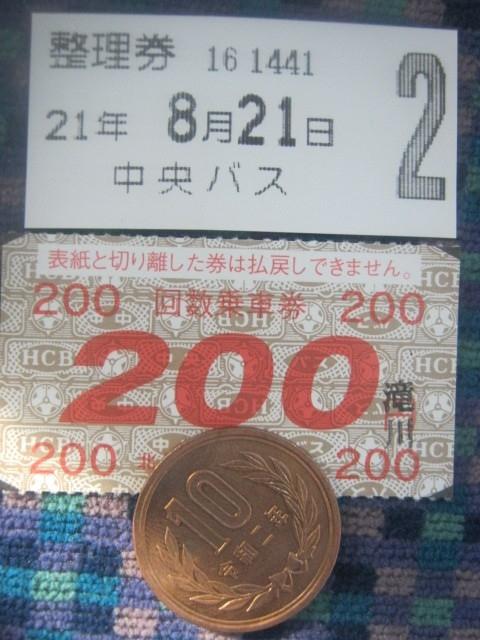 整理券 16 1441
2
21年 8月21日
中央バス
表紙と切り離した券は払戻しできません。
200 回数乗車券 200
200
滝川
200 北 200
10
令和二年